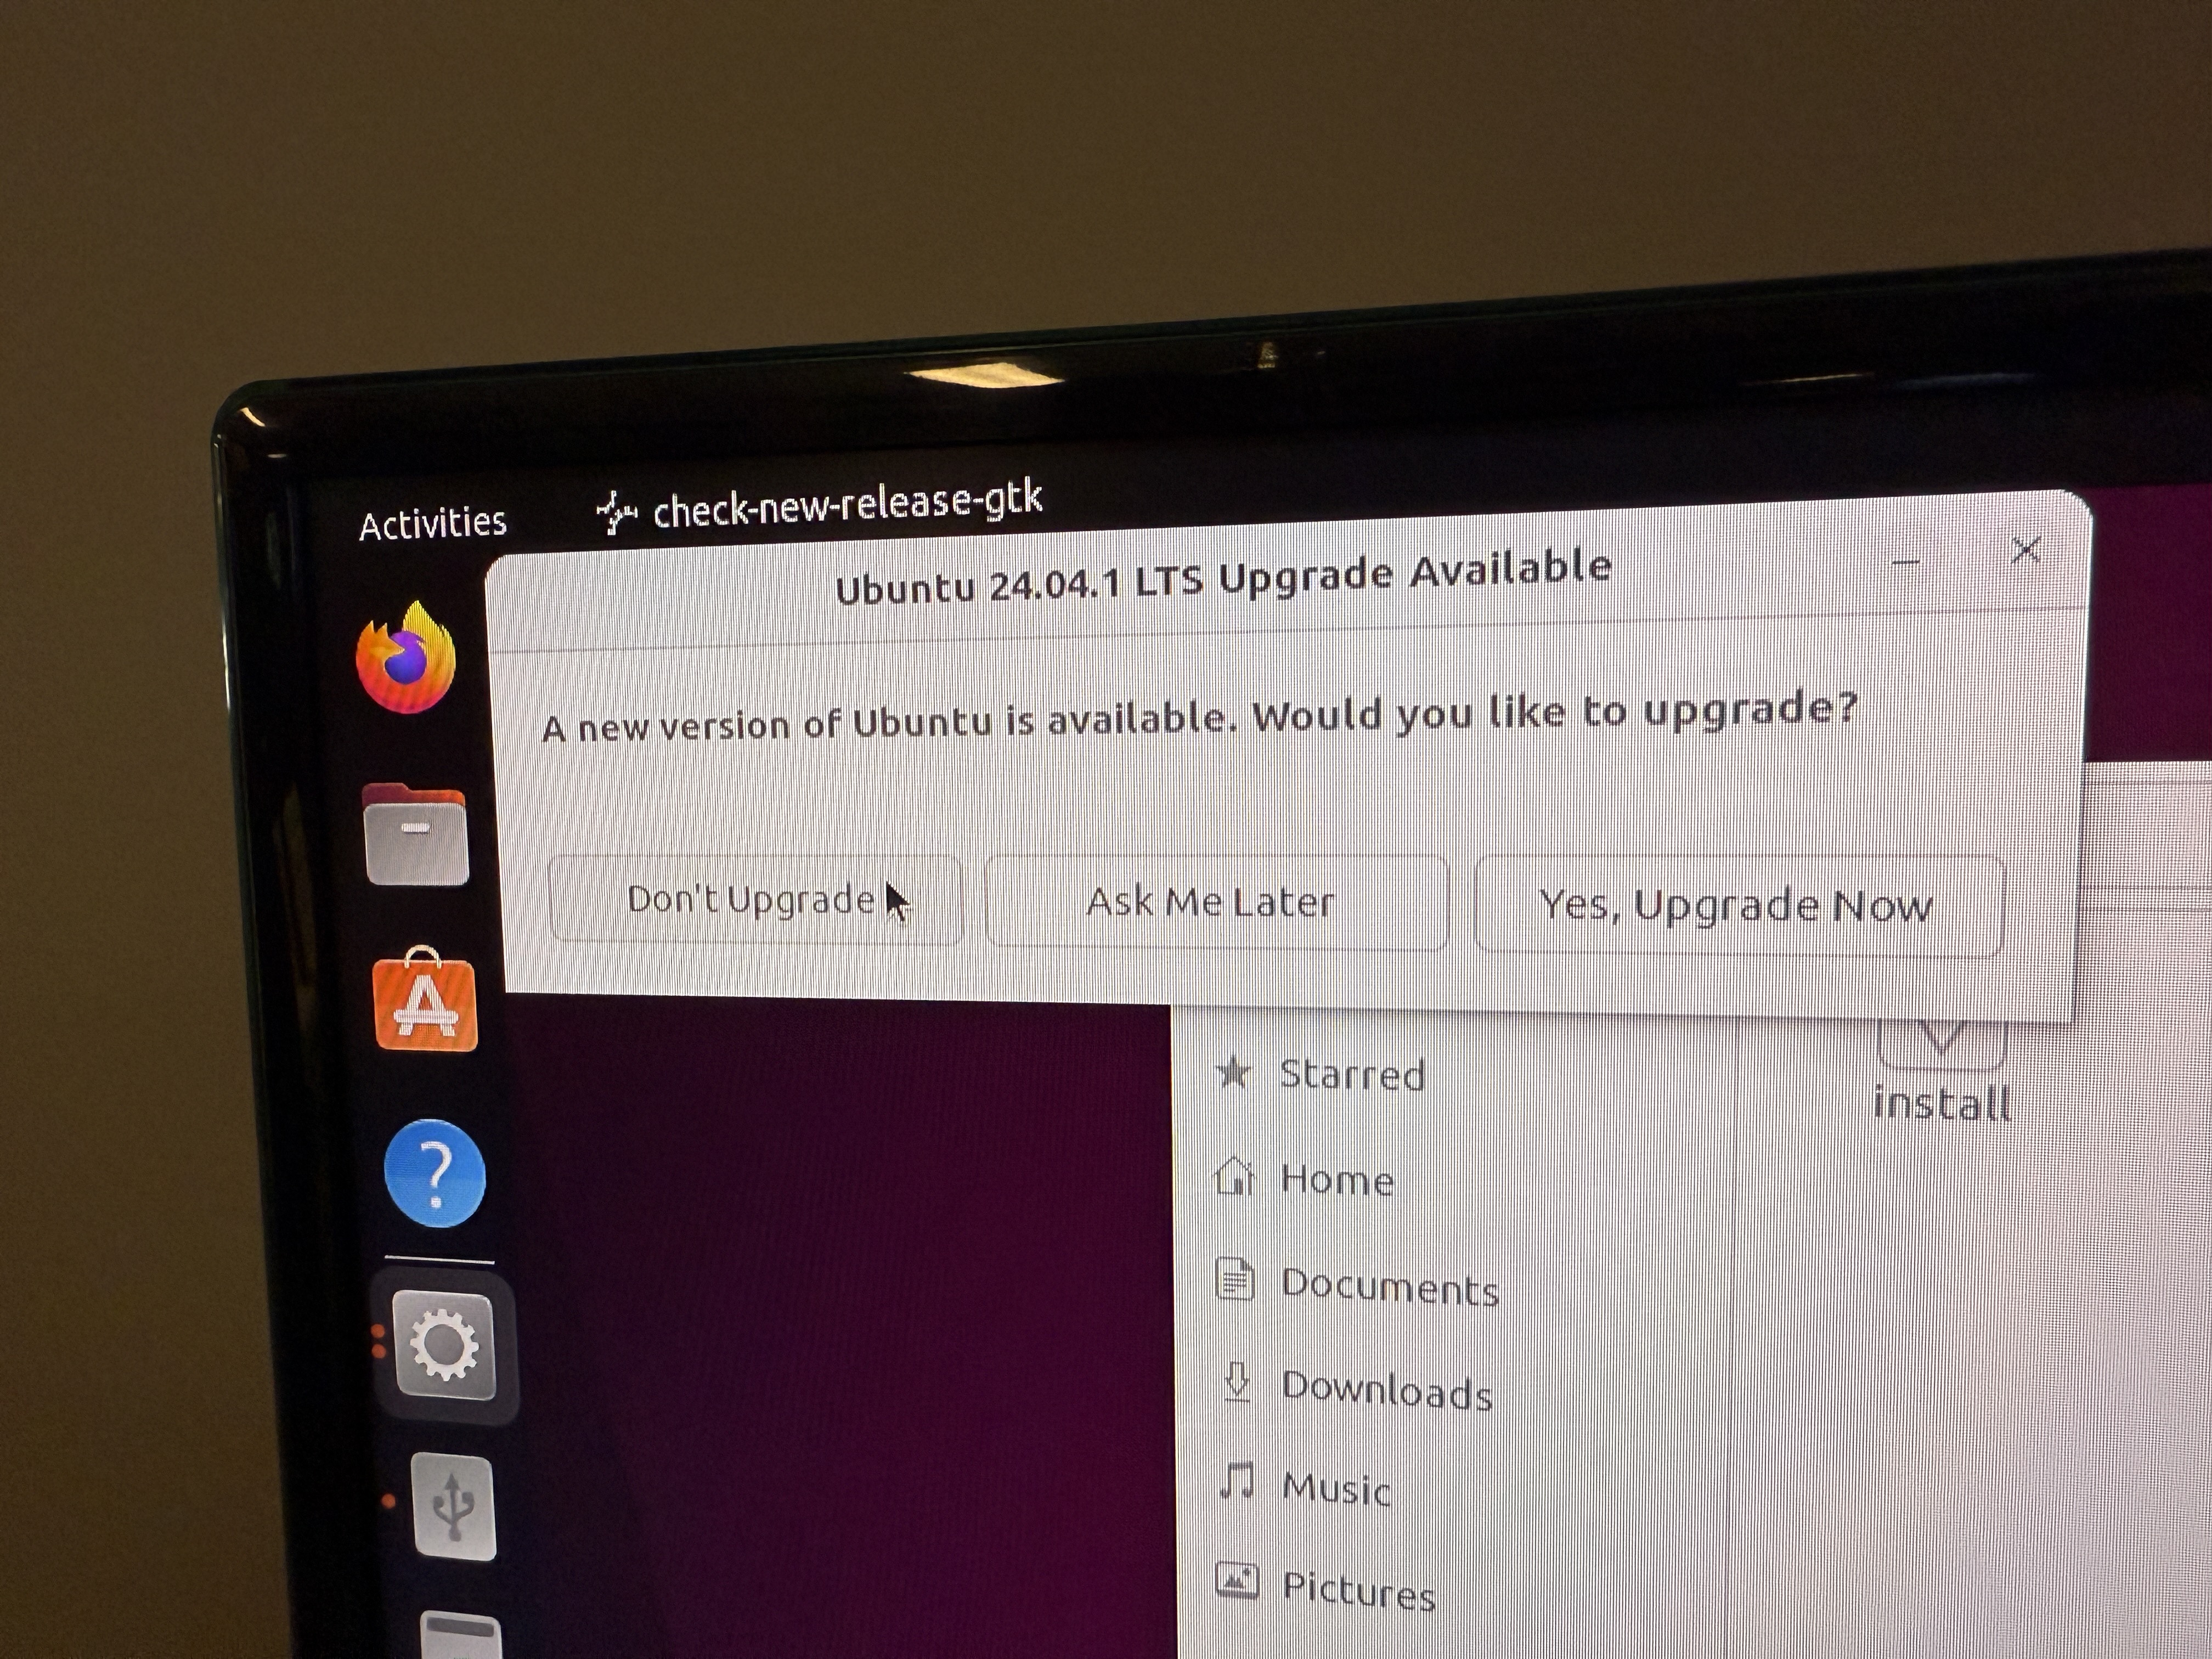 Activities check-new-release-gtk
Ubuntu 24.04.1 LTS Upgrade Available
A new version of Ubuntu is available. Would you like to upgrade?
Don't Upgrade Ask Me Later Yes, Upgrade Now
Starred
install
Home
Documents
Downloads
Music
Pictures